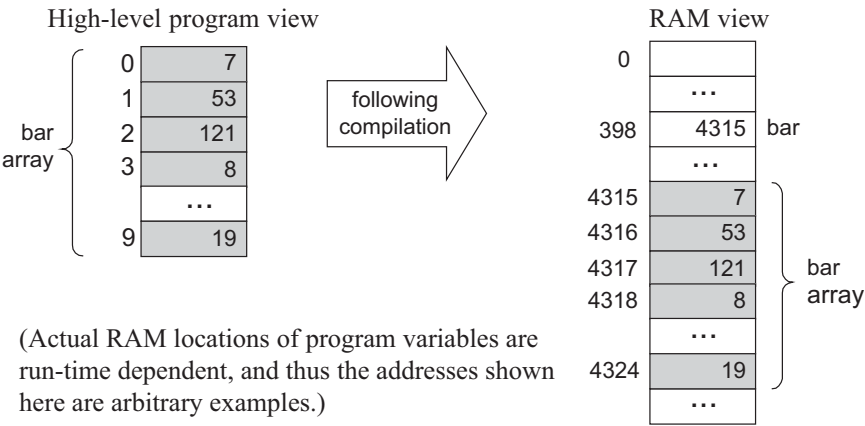 High-level program view
0 7
1 53
bar array 2 121
3 8
...
9 19
following compilation
RAM view
0
...
398 4315 bar
...
4315 7
4316 53
4317 121
bar array
4318 8
...
4324 19
...
(Actual RAM locations of program variables are
run-time dependent, and thus the addresses shown
here are arbitrary examples.)